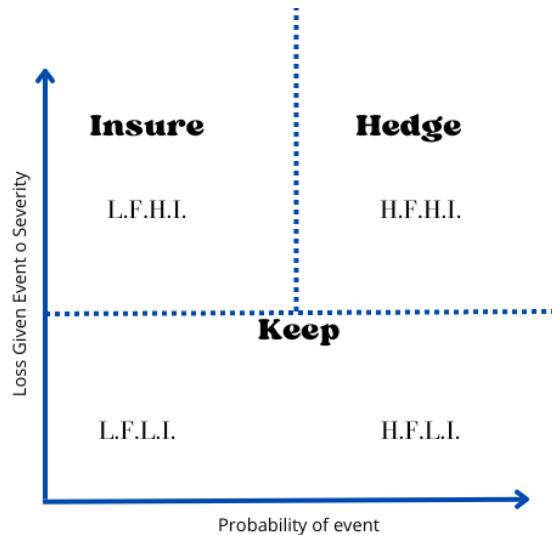 Insure
Hedge
L.F.H.I.
H.F.H.I.
Loss Given Event o Severity
Keep
L.F.L.I.
H.F.L.I.
Probability of event